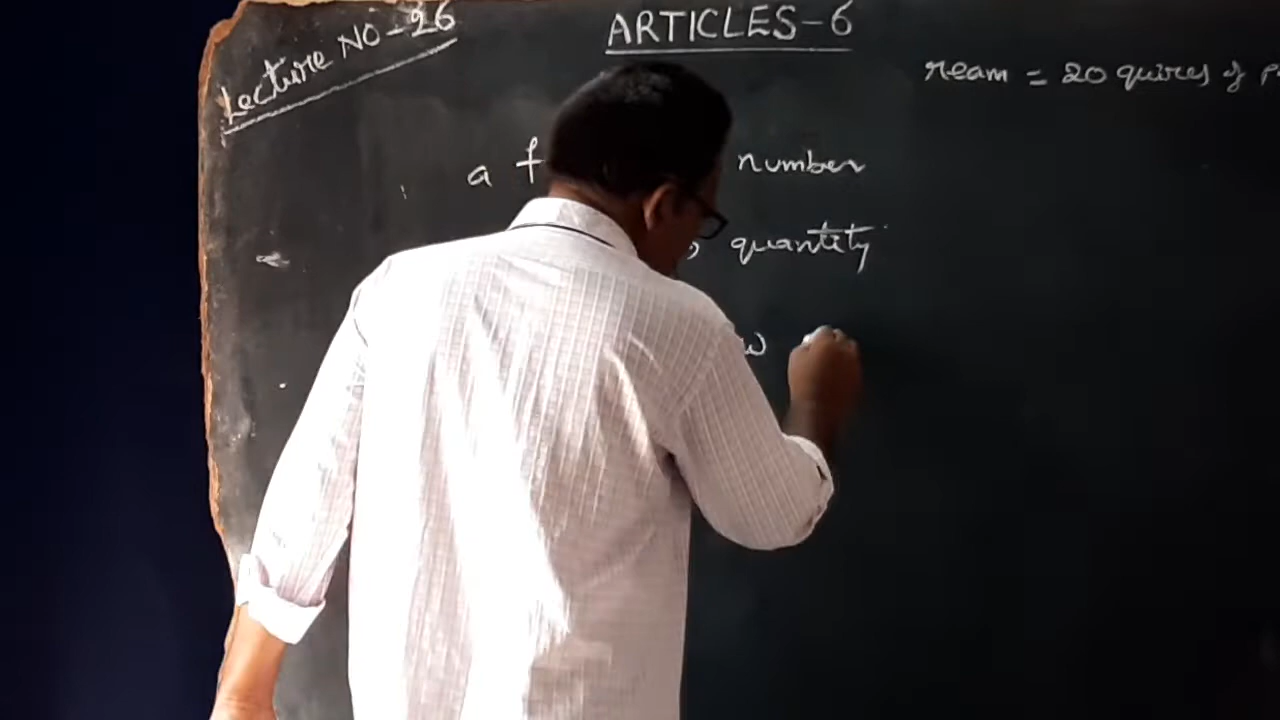 Lecture NO-26
ARTICLES-6
ream = 20 quires of
a number
quantity